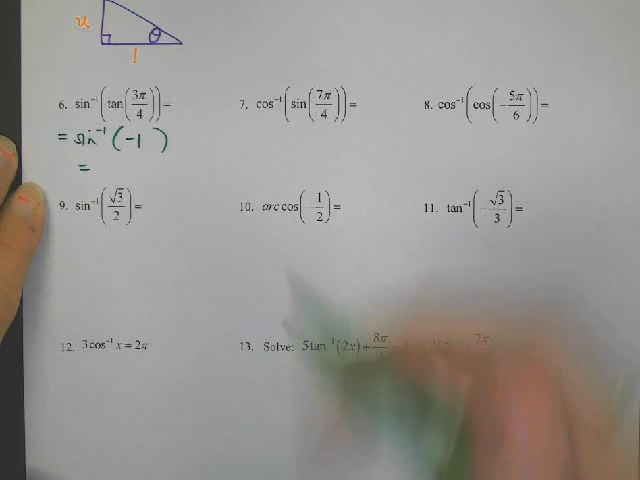 u
θ
1
6. sin⁻¹(tan(3π/4))=
= sin⁻¹(-1)
=
7. cos⁻¹(sin(7π/4))=
8. cos⁻¹(cos(-5π/6))=
9. sin⁻¹(√3/2)=
10. arccos(-1/2)=
11. tan⁻¹(-√3/3)=
12. 3cos⁻¹x=2π
13. Solve: 5tan⁻¹(2x)+8π 7π